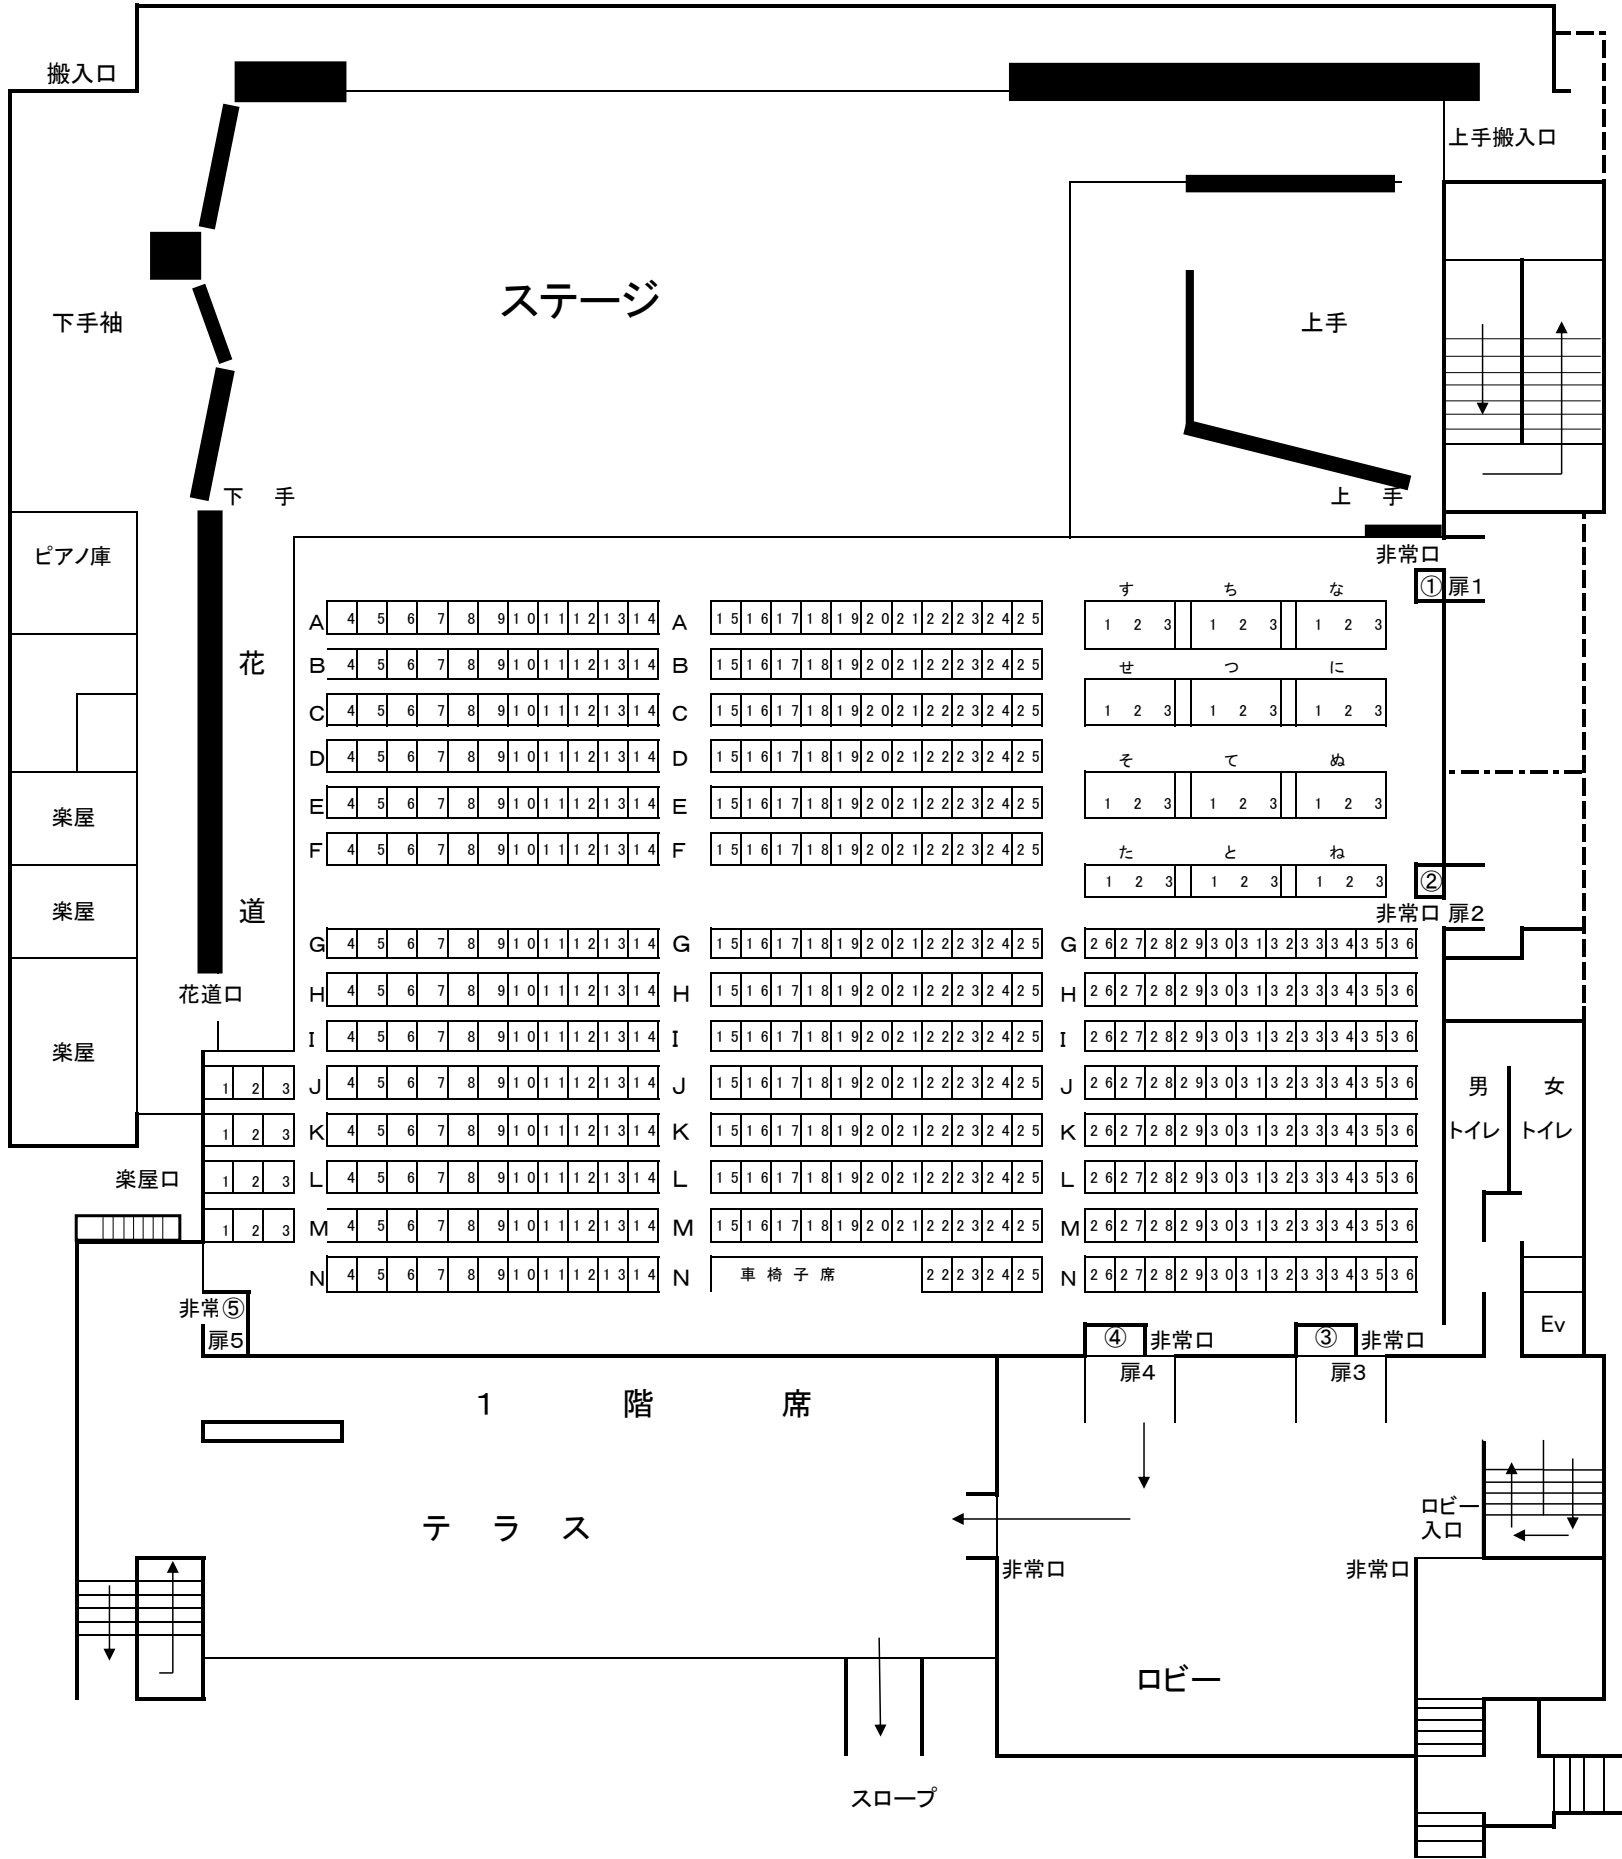 搬入口
上手搬入口
ステージ
下手袖
上手
下 手
上 手
ピアノ庫
非常口
① 扉1
す ち な
A 4 5 6 7 8 9 10 11 12 13 14 A 15 16 17 18 19 20 21 22 23 24 25
1 2 3 1 2 3 1 2 3
花
B 4 5 6 7 8 9 10 11 12 13 14 B 15 16 17 18 19 20 21 22 23 24 25
せ つ に
C 4 5 6 7 8 9 10 11 12 13 14 C 15 16 17 18 19 20 21 22 23 24 25 1 2 3 1 2 3 1 2 3
D 4 5 6 7 8 9 10 11 12 13 14 D 15 16 17 18 19 20 21 22 23 24 25
そ て ぬ
E 4 5 6 7 8 9 10 11 12 13 14 E 15 16 17 18 19 20 21 22 23 24 25 1 2 3 1 2 3 1 2 3
楽屋
F 4 5 6 7 8 9 10 11 12 13 14 F 15 16 17 18 19 20 21 22 23 24 25
た と ね
1 2 3 1 2 3 1 2 3
②
楽屋
道
非常口 扉2
G 4 5 6 7 8 9 10 11 12 13 14 G 15 16 17 18 19 20 21 22 23 24 25 G 26 27 28 29 30 31 32 33 34 35 36
花道口
H 4 5 6 7 8 9 10 11 12 13 14 H 15 16 17 18 19 20 21 22 23 24 25 H 26 27 28 29 30 31 32 33 34 35 36
I 4 5 6 7 8 9 10 11 12 13 14 I 15 16 17 18 19 20 21 22 23 24 25 I 26 27 28 29 30 31 32 33 34 35 36
楽屋
1 2 3 J 4 5 6 7 8 9 10 11 12 13 14 J 15 16 17 18 19 20 21 22 23 24 25 J 26 27 28 29 30 31 32 33 34 35 36
男 女
トイレ トイレ
1 2 3 K 4 5 6 7 8 9 10 11 12 13 14 K 15 16 17 18 19 20 21 22 23 24 25 K 26 27 28 29 30 31 32 33 34 35 36
楽屋口
1 2 3 L 4 5 6 7 8 9 10 11 12 13 14 L 15 16 17 18 19 20 21 22 23 24 25 L 26 27 28 29 30 31 32 33 34 35 36
1 2 3 M 4 5 6 7 8 9 10 11 12 13 14 M 15 16 17 18 19 20 21 22 23 24 25 M 26 27 28 29 30 31 32 33 34 35 36
N 4 5 6 7 8 9 10 11 12 13 14 N 車椅子席 22 23 24 25 N 26 27 28 29 30 31 32 33 34 35 36
非常⑤
扉5
④ 非常口 ③ 非常口
Ev
扉4 扉3
1 階 席
テ ラ ス
ロビー
入口
非常口 非常口
ロビー
スロープ